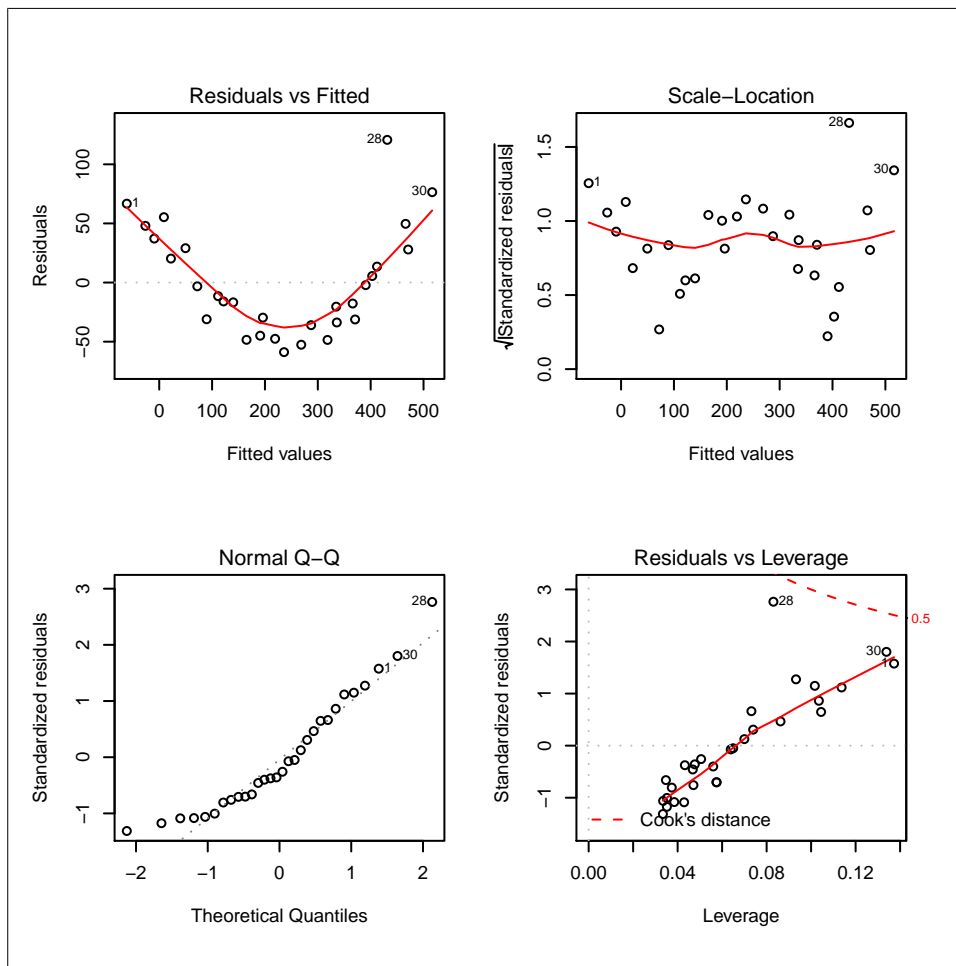 Residuals vs Fitted
Residuals
100
50
0
−50
28
30
1
0 100 200 300 400 500
Fitted values
Scale−Location
√|Standardized residuals|
1.5
1.0
0.5
0.0
28
30
1
0 100 200 300 400 500
Fitted values
Normal Q−Q
Standardized residuals
3
2
1
0
−1
28
30
1
−2 −1 0 1 2
Theoretical Quantiles
Residuals vs Leverage
Standardized residuals
3
2
1
0
−1
28
30
1
0.5
Cook's distance
0.00 0.04 0.08 0.12
Leverage